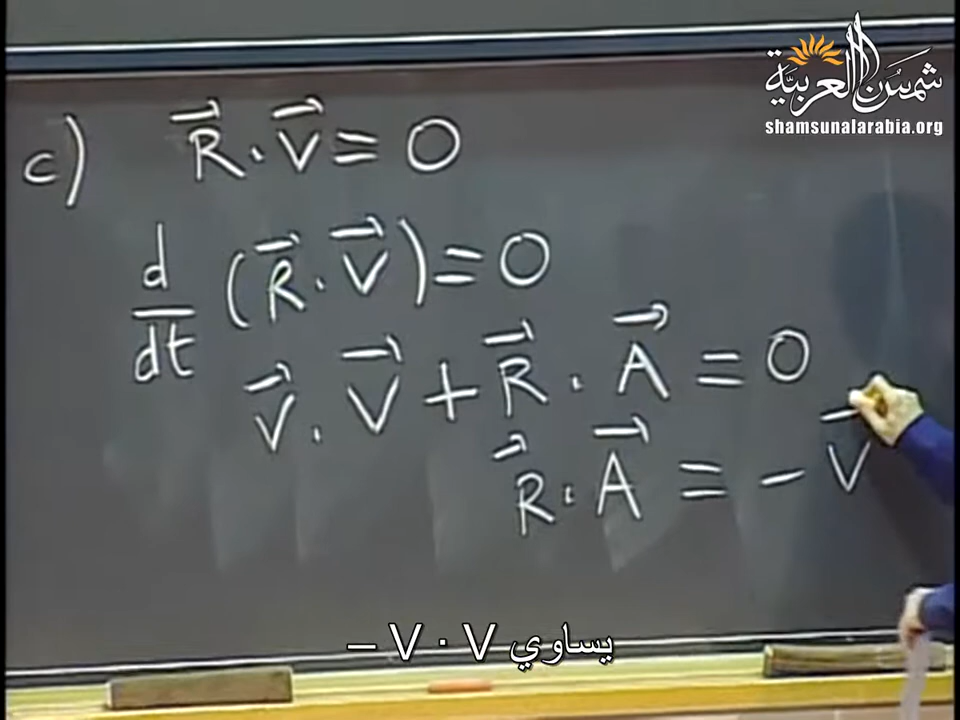 شمس العربية
shamsunalarabia.org
c) R⃗ · V⃗ = 0
d/dt (R⃗ · V⃗) = 0
V⃗ · V⃗ + R⃗ · A⃗ = 0
R⃗ · A⃗ = - V⃗
يساوي V · V –